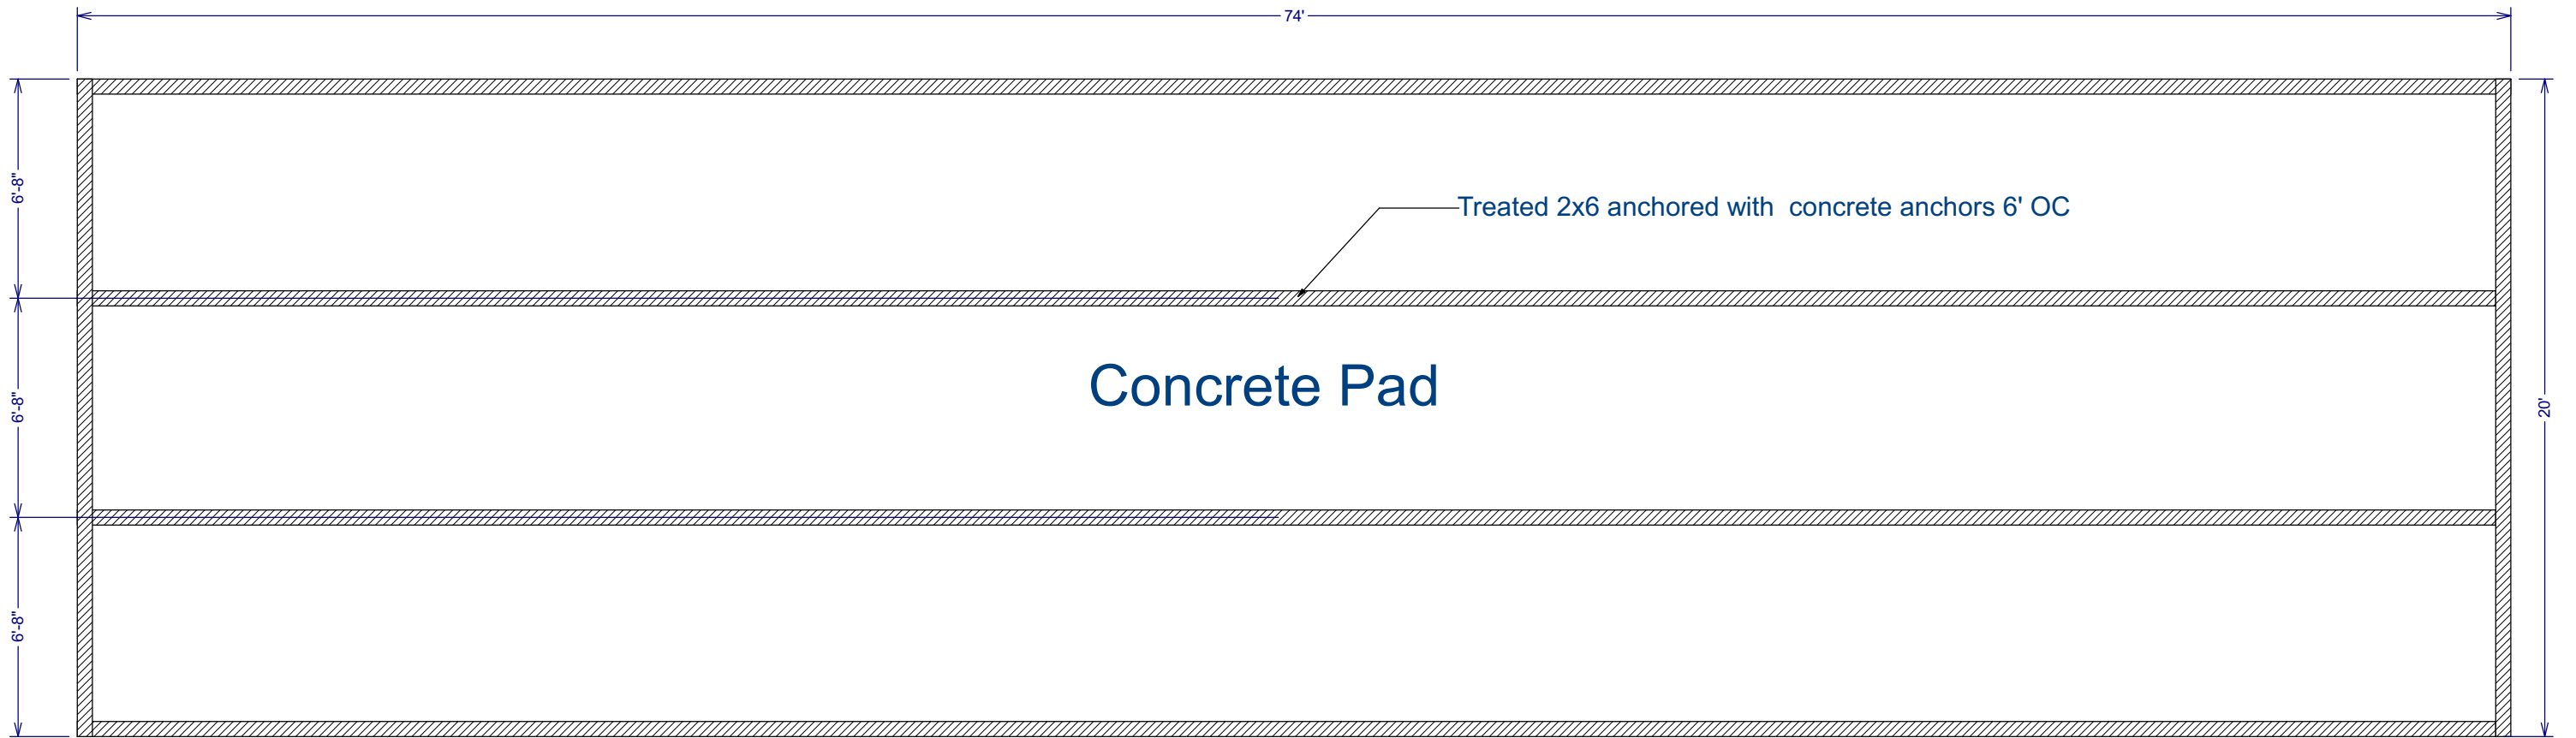 74'
6'-8"
Treated 2x6 anchored with  concrete anchors 6' OC
Concrete Pad
6'-8"
20'
6'-8"